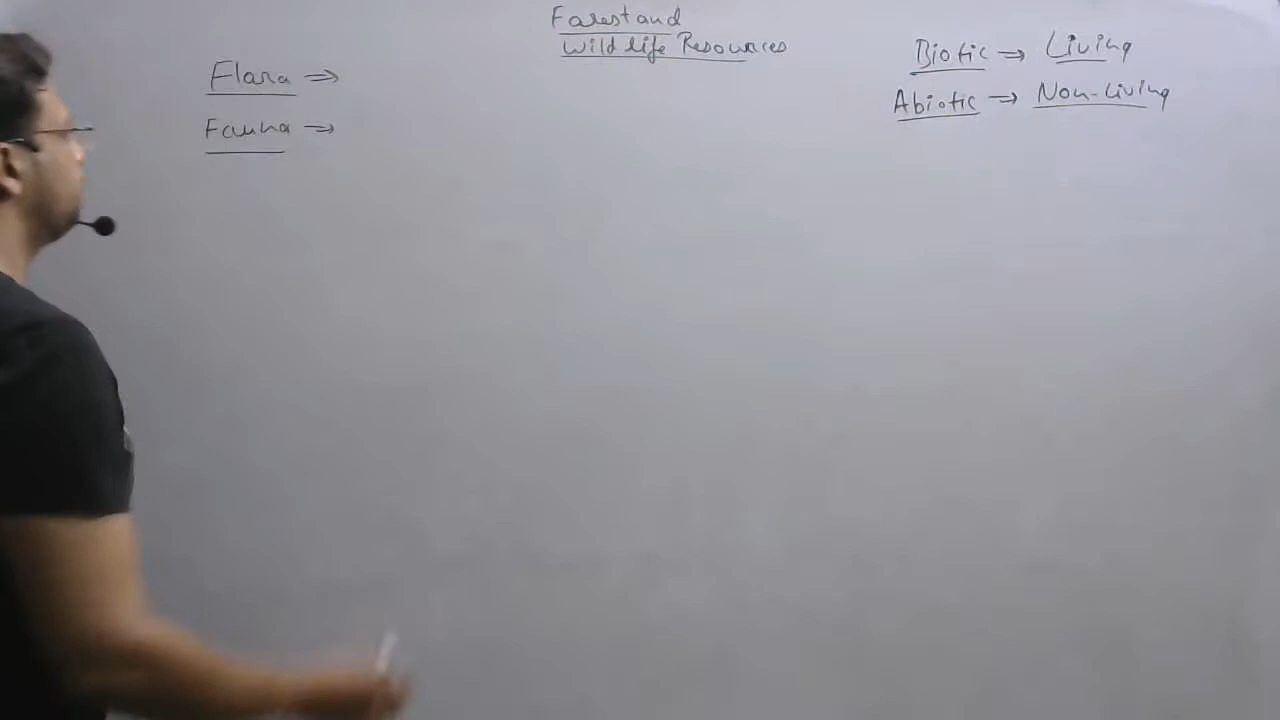 Forest and
Wild life Resources
Flora ⇒
Fauna ⇒
Biotic → Living
Abiotic → Non-Living